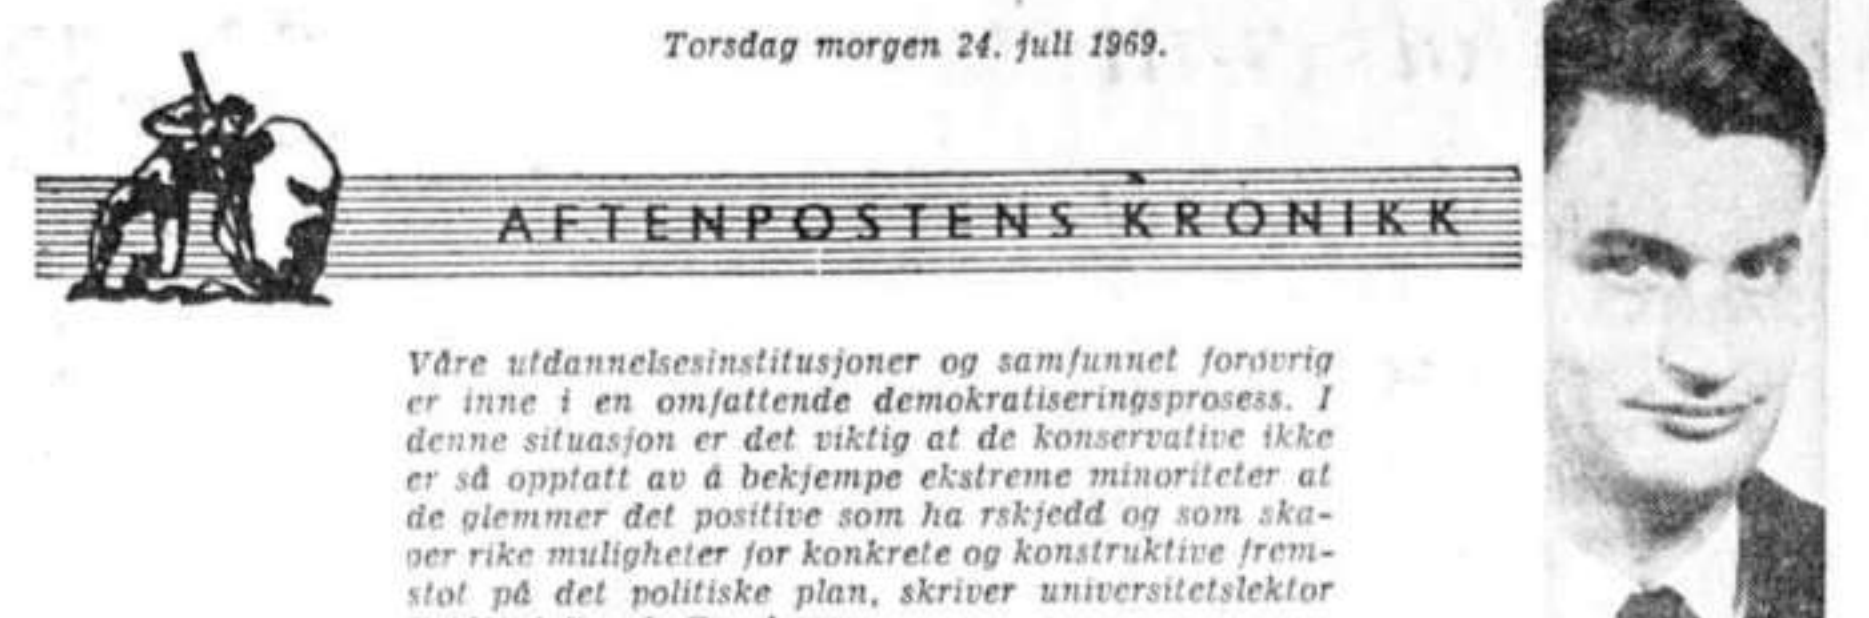 Torsdag morgen 24. juli 1969.
AFTENPOSTENS KRONIKK
Våre utdannelsesinstitusjoner og samfunnet forøvrig
er inne i en omfattende demokratiseringsprosess. I
denne situasjon er det viktig at de konservative ikke
er så opptatt av å bekjempe ekstreme minoriteter at
de glemmer det positive som ha rskjedd og som ska-
per rike muligheter for konkrete og konstruktive frem-
støt på det politiske plan, skriver universitetslektor